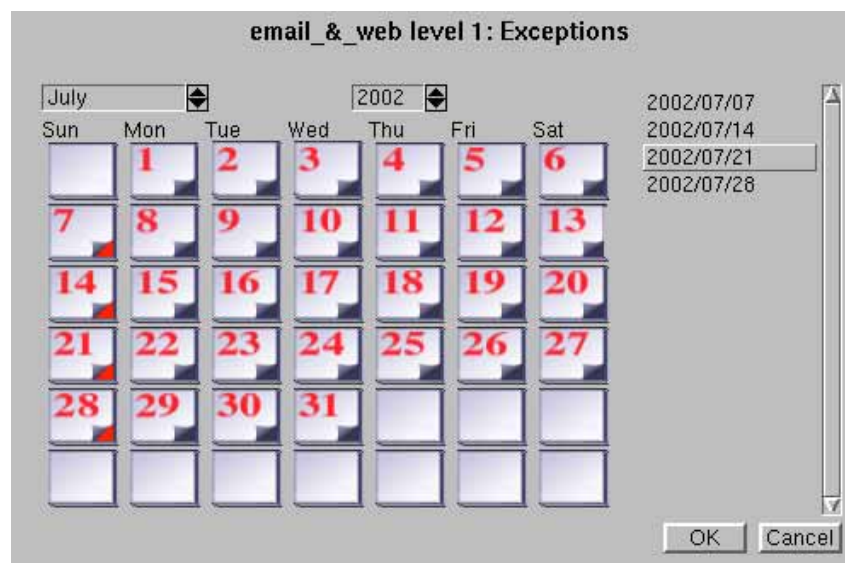 email_&_web level 1: Exceptions
July 2002
Sun Mon Tue Wed Thu Fri Sat
1 2 3 4 5 6
7 8 9 10 11 12 13
14 15 16 17 18 19 20
21 22 23 24 25 26 27
28 29 30 31
2002/07/07
2002/07/14
2002/07/21
2002/07/28
OK Cancel